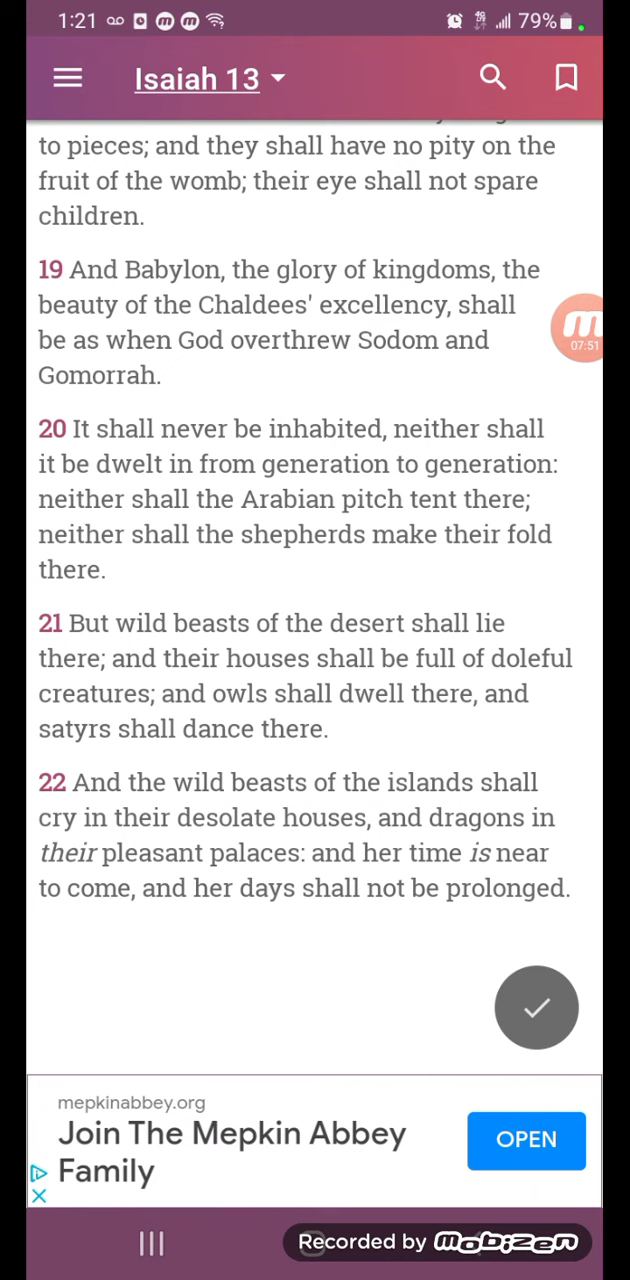 1:21
79%
Isaiah 13
to pieces; and they shall have no pity on the
fruit of the womb; their eye shall not spare
children.
19 And Babylon, the glory of kingdoms, the
beauty of the Chaldees' excellency, shall
be as when God overthrew Sodom and
Gomorrah.
07:51
20 It shall never be inhabited, neither shall
it be dwelt in from generation to generation:
neither shall the Arabian pitch tent there;
neither shall the shepherds make their fold
there.
21 But wild beasts of the desert shall lie
there; and their houses shall be full of doleful
creatures; and owls shall dwell there, and
satyrs shall dance there.
22 And the wild beasts of the islands shall
cry in their desolate houses, and dragons in
their pleasant palaces: and her time is near
to come, and her days shall not be prolonged.
mepkinabbey.org
Join The Mepkin Abbey
Family
OPEN
Recorded by mobizen